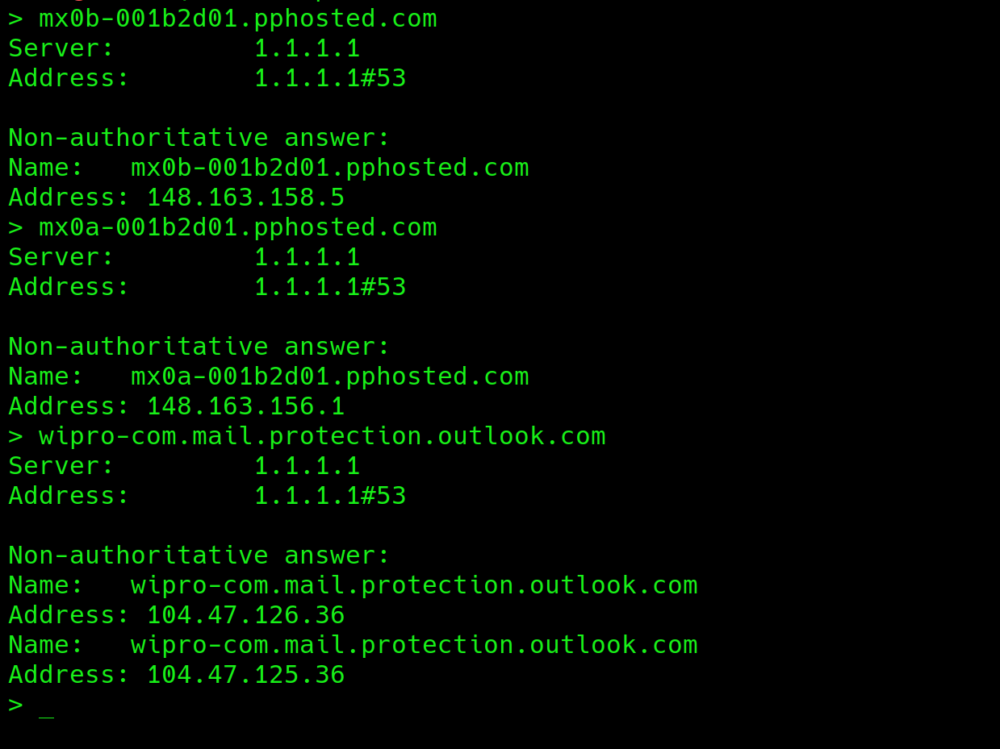 > mx0b-001b2d01.pphosted.com
Server:         1.1.1.1
Address:        1.1.1.1#53

Non-authoritative answer:
Name:   mx0b-001b2d01.pphosted.com
Address: 148.163.158.5
> mx0a-001b2d01.pphosted.com
Server:         1.1.1.1
Address:        1.1.1.1#53

Non-authoritative answer:
Name:   mx0a-001b2d01.pphosted.com
Address: 148.163.156.1
> wipro-com.mail.protection.outlook.com
Server:         1.1.1.1
Address:        1.1.1.1#53

Non-authoritative answer:
Name:   wipro-com.mail.protection.outlook.com
Address: 104.47.126.36
Name:   wipro-com.mail.protection.outlook.com
Address: 104.47.125.36
> _